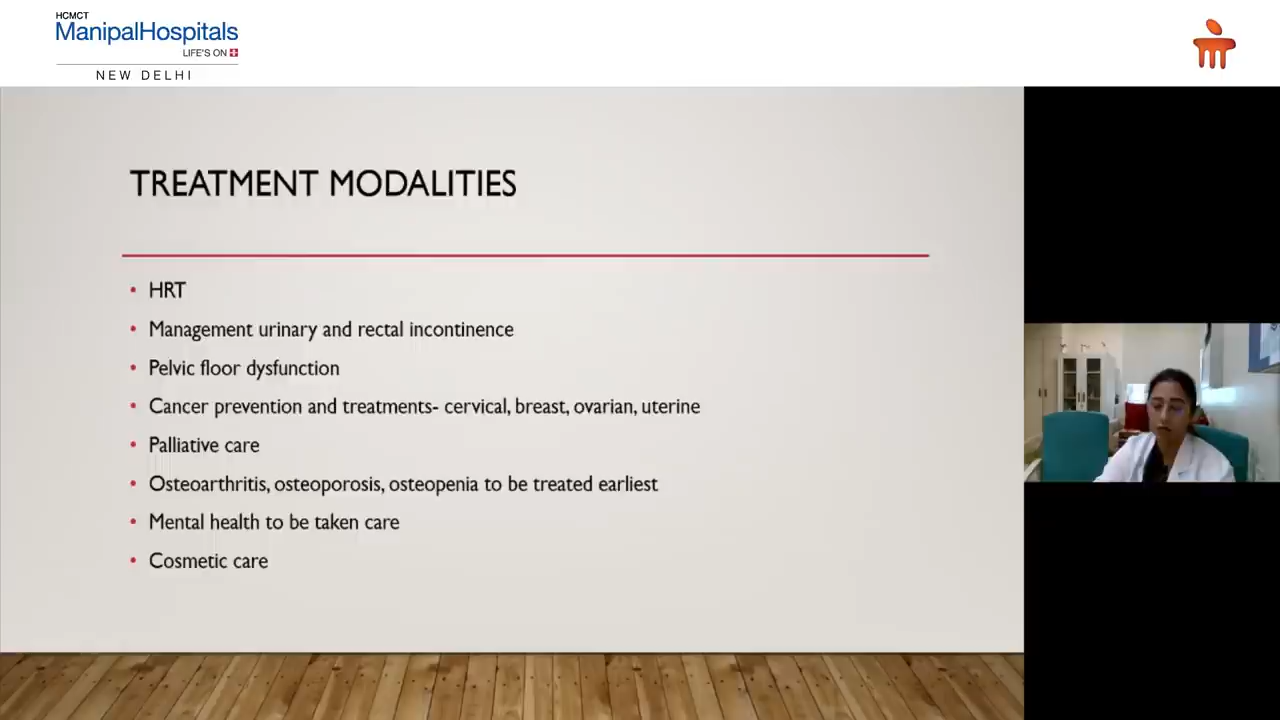 HCMCT
ManipalHospitals
LIFE'S ON
NEW DELHI
TREATMENT MODALITIES
• HRT
• Management urinary and rectal incontinence
• Pelvic floor dysfunction
• Cancer prevention and treatments- cervical, breast, ovarian, uterine
• Palliative care
• Osteoarthritis, osteoporosis, osteopenia to be treated earliest
• Mental health to be taken care
• Cosmetic care